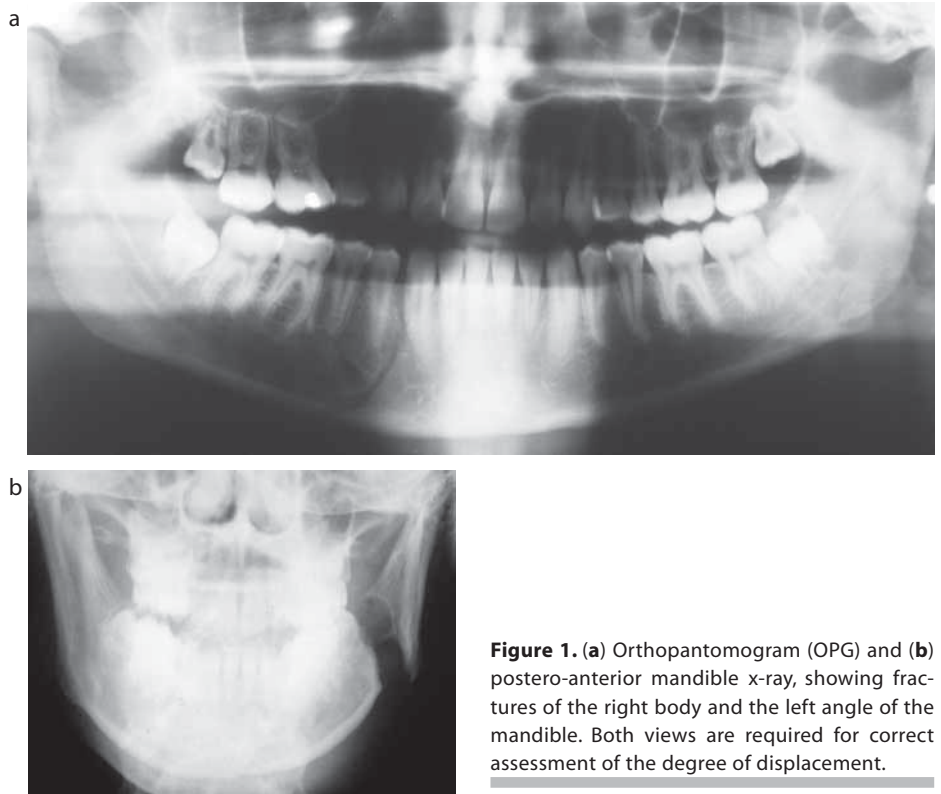 a
b
Figure 1. (a) Orthopantomogram (OPG) and (b)
postero-anterior mandible x-ray, showing frac-
tures of the right body and the left angle of the
mandible. Both views are required for correct
assessment of the degree of displacement.